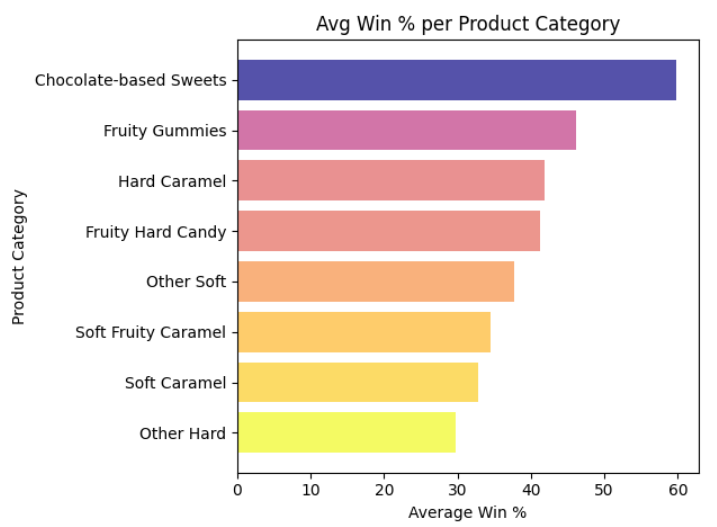 Avg Win % per Product Category
Chocolate-based Sweets
Fruity Gummies
Hard Caramel
Fruity Hard Candy
Other Soft
Soft Fruity Caramel
Soft Caramel
Other Hard
Product Category
0 10 20 30 40 50 60
Average Win %